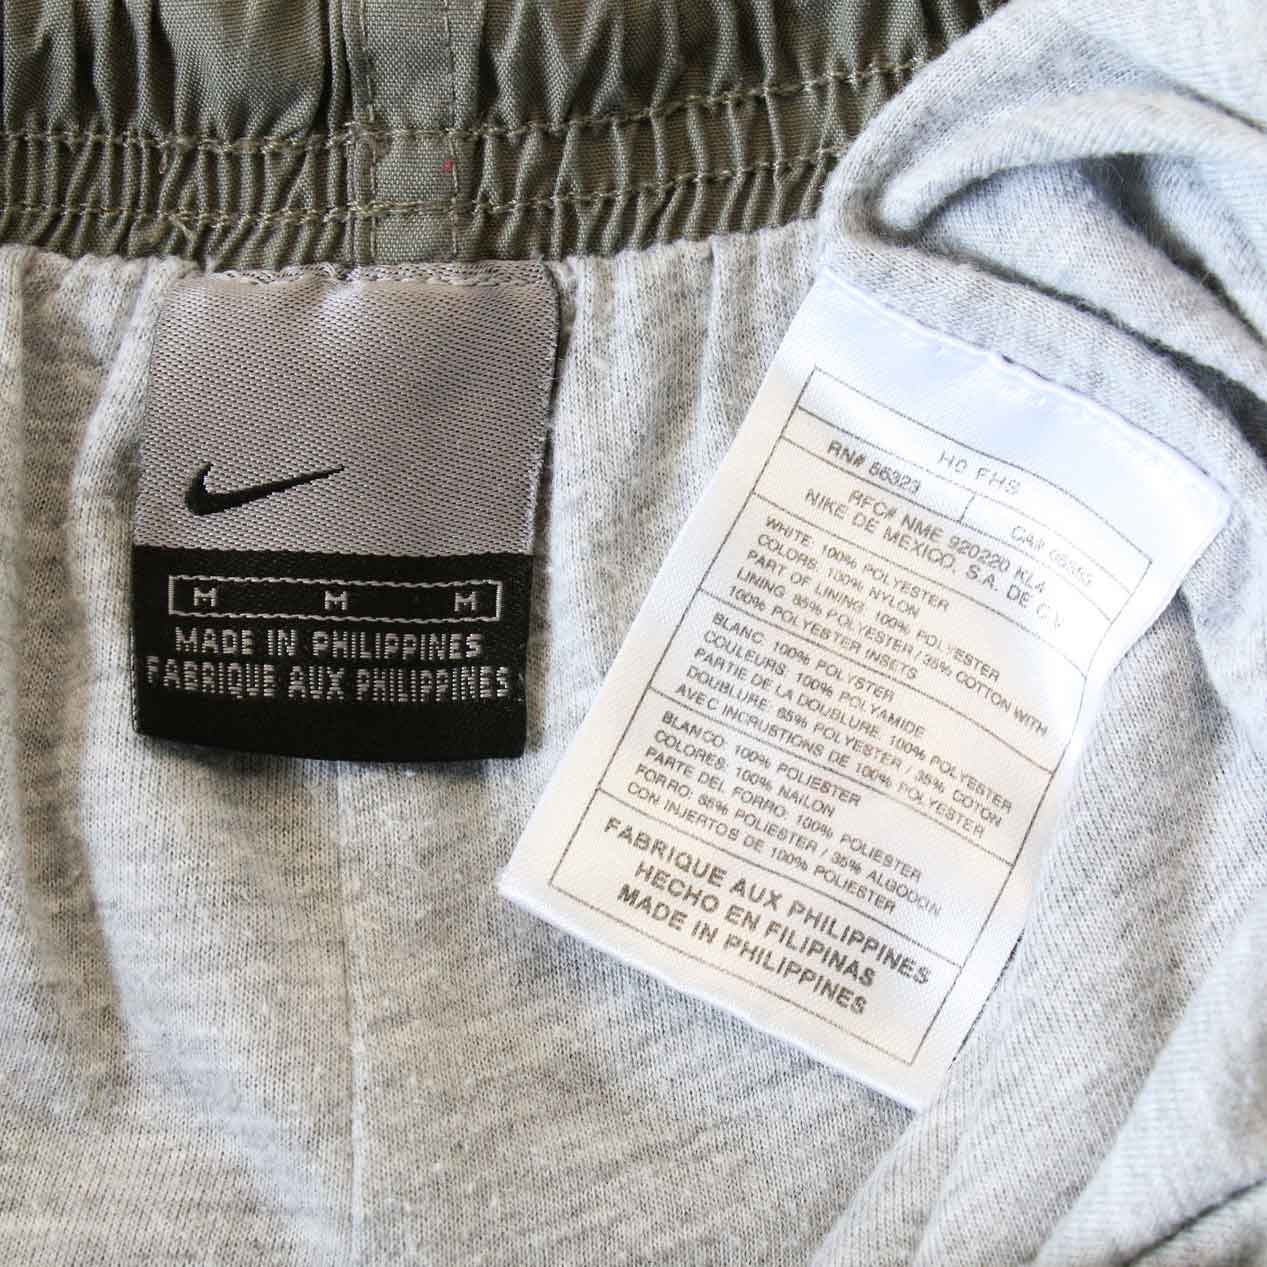 M M M
MADE IN PHILIPPINES
FABRIQUE AUX PHILIPPINES
H0 FHS
RN# 56323
CA# 05553
RFC# NME 920220 KL4
NIKE DE MEXICO, S.A. DE C.V.
WHITE: 100% POLYESTER
COLORS: 100% NYLON
PART OF LINING: 100% POLYESTER
LINING: 65% POLYESTER / 35% COTTON WITH
100% POLYESTER INSETS
BLANC: 100% POLYSTER
COULEURS: 100% POLYAMIDE
PARTIE DE LA DOUBLURE: 100% POLYESTER
DOUBLURE: 65% POLYESTER / 35% COTON
AVEC INCRUSTIONS DE 100% POLYESTER
BLANCO: 100% POLIESTER
COLORES: 100% NAILON
PARTE DEL FORRO: 100% POLIESTER
FORRO: 65% POLIESTER / 35% ALGODON
CON INJERTOS DE 100% POLIESTER
FABRIQUE AUX PHILIPPINES
HECHO EN FILIPINAS
MADE IN PHILIPPINES